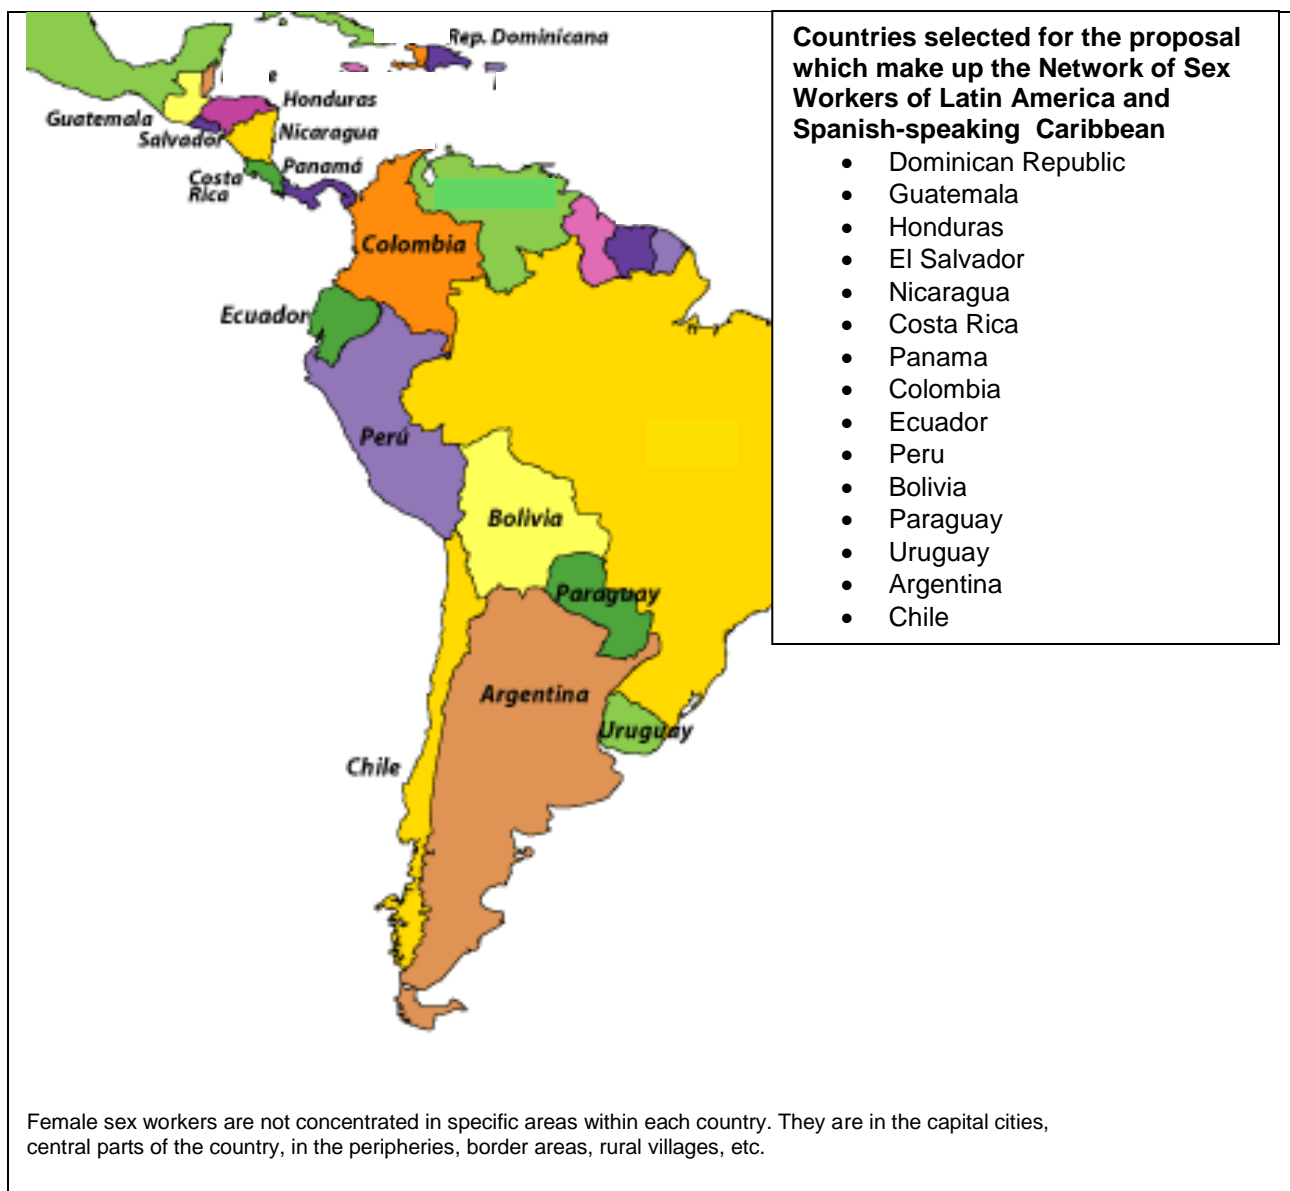 Rep. Dominicana
Honduras
Guatemala
Salvador
Nicaragua
Panamá
Costa
Rica
Colombia
Ecuador
Perú
Bolivia
Paraguay
Argentina
Uruguay
Chile
Countries selected for the proposal
which make up the Network of Sex
Workers of Latin America and
Spanish-speaking Caribbean
• Dominican Republic
• Guatemala
• Honduras
• El Salvador
• Nicaragua
• Costa Rica
• Panama
• Colombia
• Ecuador
• Peru
• Bolivia
• Paraguay
• Uruguay
• Argentina
• Chile
Female sex workers are not concentrated in specific areas within each country. They are in the capital cities,
central parts of the country, in the peripheries, border areas, rural villages, etc.